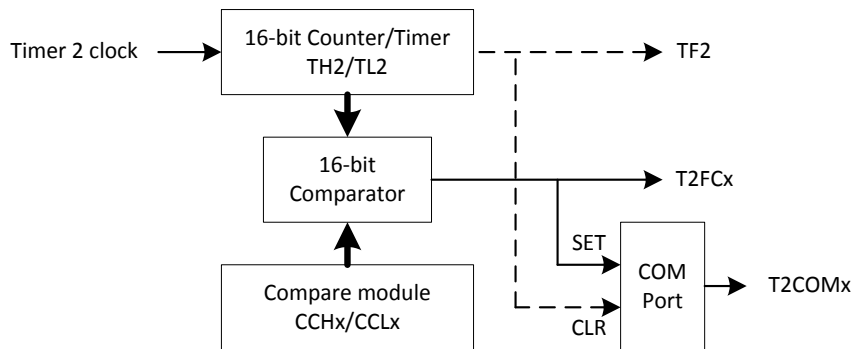 16-bit Counter/Timer
TH2/TL2
Timer 2 clock
TF2
16-bit
Comparator
T2FCx
SET
COM
Port
T2COMx
Compare module
CCHx/CCLx
CLR